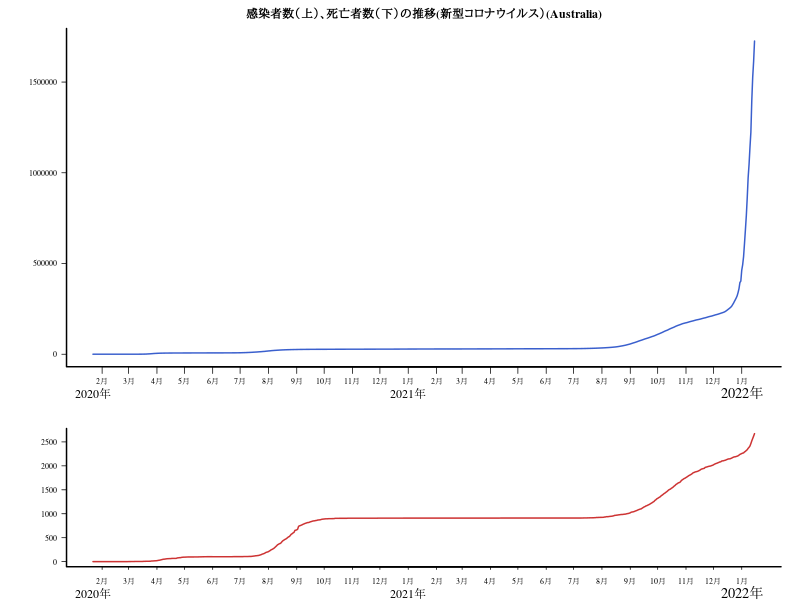 感染者数（上）、死亡者数（下）の推移(新型コロナウイルス）(Australia)
1500000
1000000
500000
0
2月 3月 4月 5月 6月 7月 8月 9月 10月 11月 12月 1月 2月 3月 4月 5月 6月 7月 8月 9月 10月 11月 12月 1月
2020年 2021年 2022年
2500
2000
1500
1000
500
0
2月 3月 4月 5月 6月 7月 8月 9月 10月 11月 12月 1月 2月 3月 4月 5月 6月 7月 8月 9月 10月 11月 12月 1月
2020年 2021年 2022年